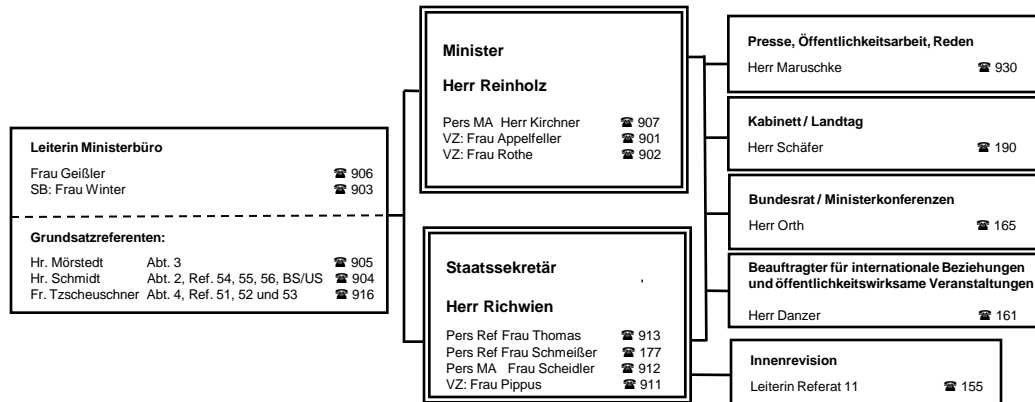 Leiterin Ministerbüro
Frau Geißler ☎ 906
SB: Frau Winter ☎ 903
Grundsatzreferenten:
Hr. Mörstedt Abt. 3 ☎ 905
Hr. Schmidt Abt. 2, Ref. 54, 55, 56, BS/US ☎ 904
Fr. Tzscheuschner Abt. 4, Ref. 51, 52 und 53 ☎ 916
Minister
Herr Reinholz
Pers MA Herr Kirchner ☎ 907
VZ: Frau Appelfeller ☎ 901
VZ: Frau Rothe ☎ 902
Staatssekretär
Herr Richwien
Pers Ref Frau Thomas ☎ 913
Pers Ref Frau Schmeißer ☎ 177
Pers MA Frau Scheidler ☎ 912
VZ: Frau Pippus ☎ 911
Presse, Öffentlichkeitsarbeit, Reden
Herr Maruschke ☎ 930
Kabinett / Landtag
Herr Schäfer ☎ 190
Bundesrat / Ministerkonferenzen
Herr Orth ☎ 165
Beauftragter für internationale Beziehungen
und öffentlichkeitswirksame Veranstaltungen
Herr Danzer ☎ 161
Innenrevision
Leiterin Referat 11 ☎ 155